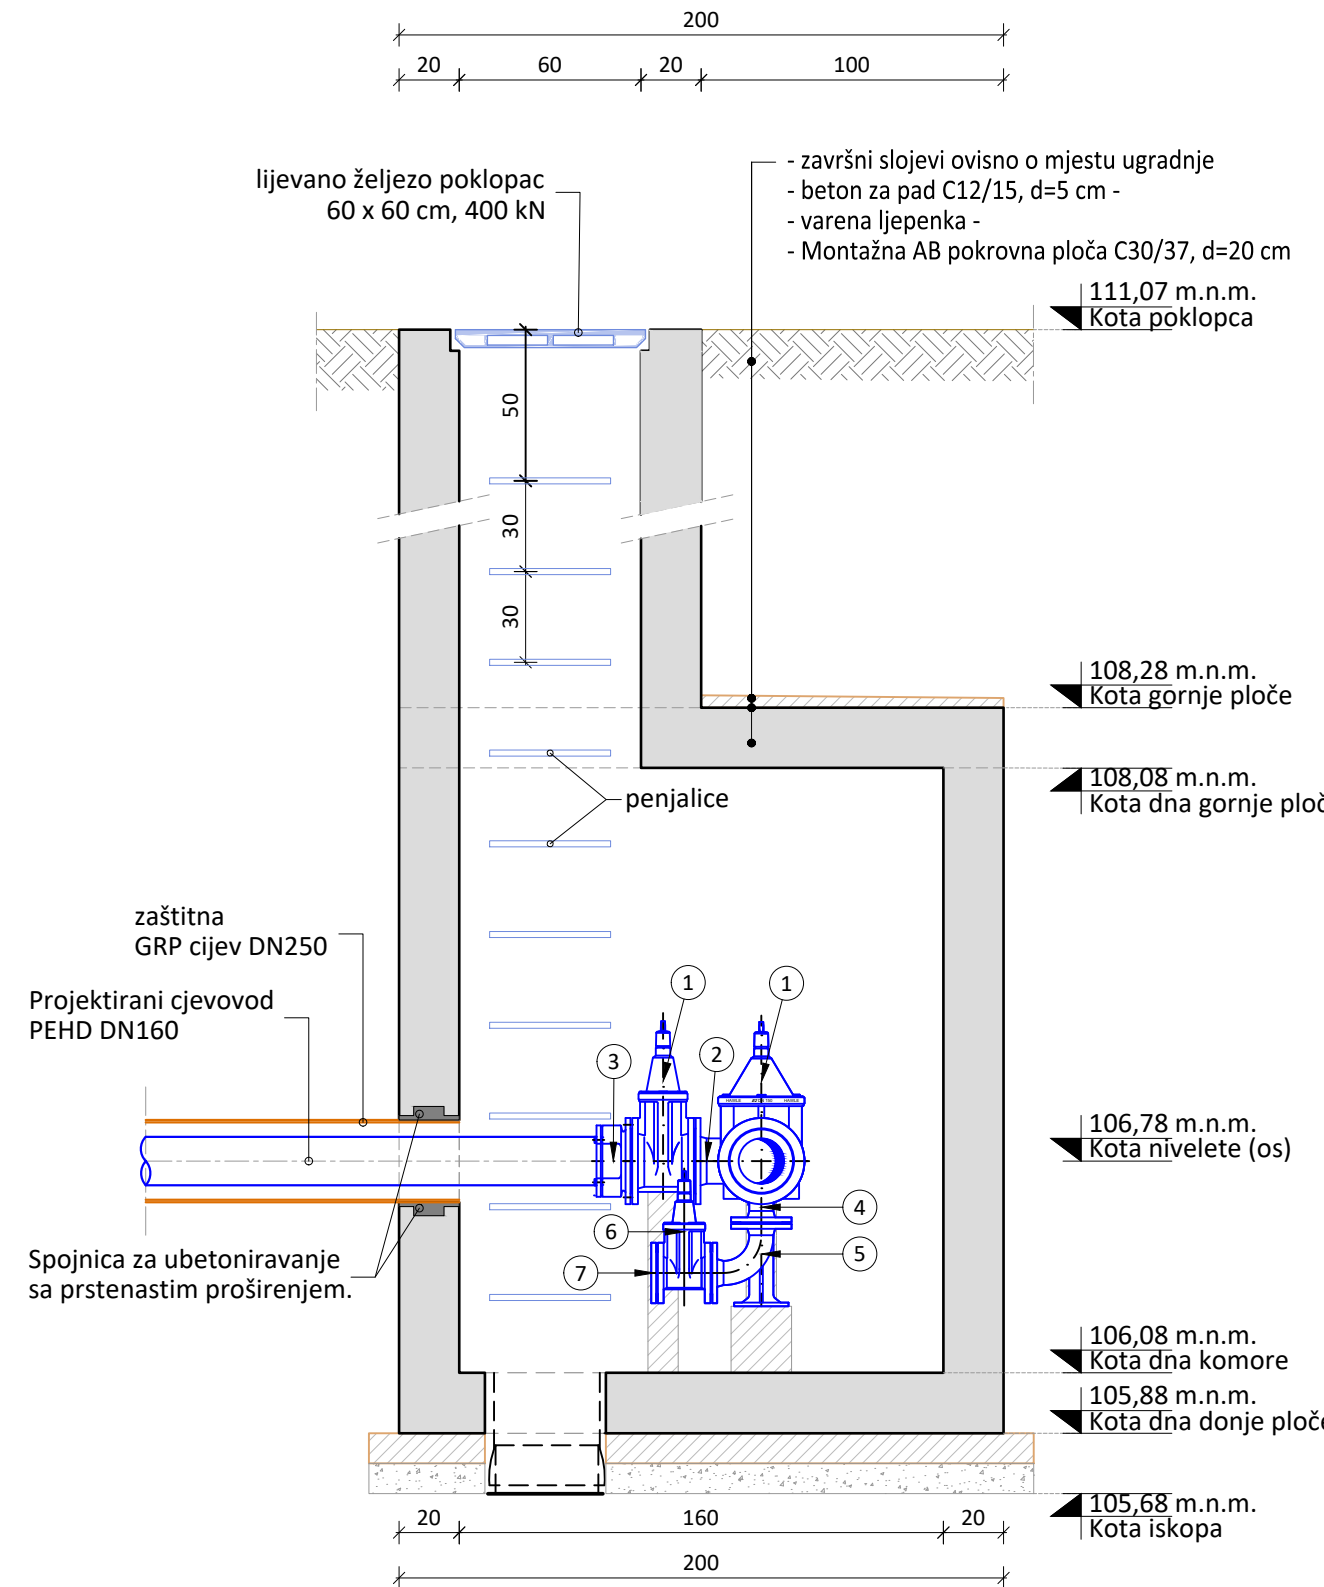 200
20
60
20
100
lijevano željezo poklopac
60 x 60 cm, 400 kN
- završni slojevi ovisno o mjestu ugradnje
- beton za pad C12/15, d=5 cm -
- varena ljepenka -
- Montažna AB pokrovna ploča C30/37, d=20 cm
111,07 m.n.m.
Kota poklopca
50
30
30
108,28 m.n.m.
Kota gornje ploče
108,08 m.n.m.
Kota dna gornje ploč
penjalice
zaštitna
GRP cijev DN250
Projektirani cjevovod
PEHD DN160
1
1
2
3
106,78 m.n.m.
Kota nivelete (os)
4
5
6
7
Spojnica za ubetoniravanje
sa prstenastim proširenjem.
106,08 m.n.m.
Kota dna komore
105,88 m.n.m.
Kota dna donje ploče
105,68 m.n.m.
Kota iskopa
20
160
20
200